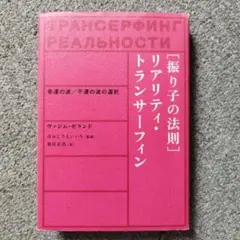 ТРАНСЕРФИНГ
РЕАЛЬНОСТИ
幸運の波／不運の波の選択
[振り子の法則]
リアリティ・
トランサーフィン
ヴァジム・ゼランド